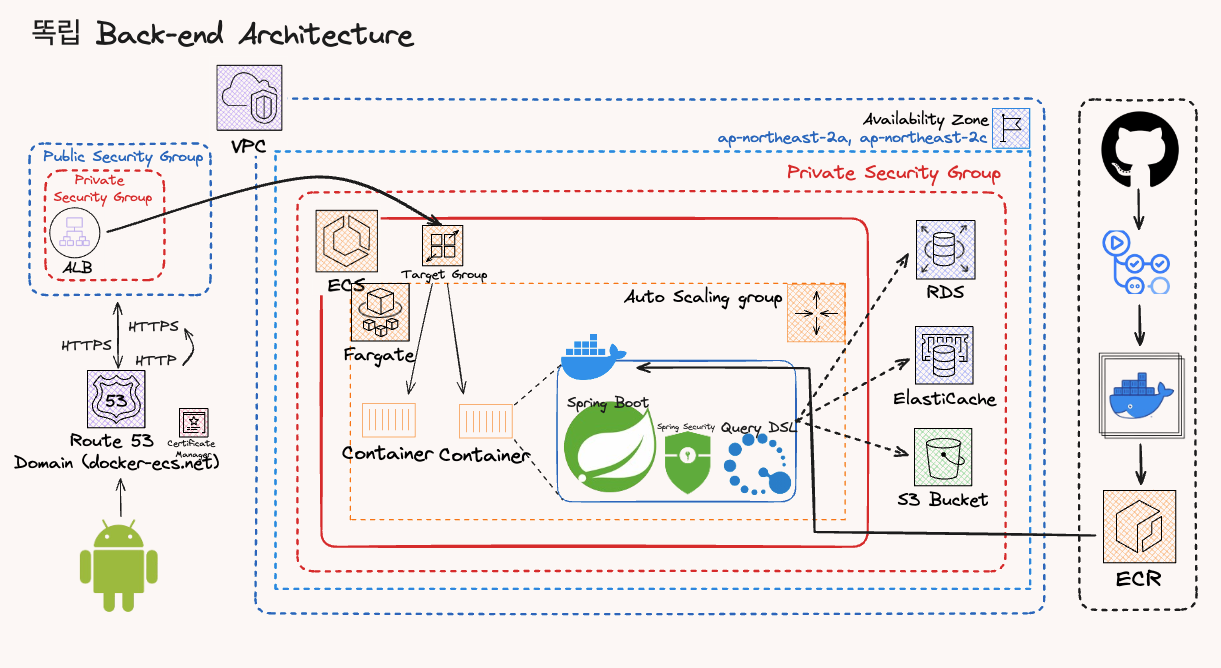 똑립 Back-end Architecture
VPC
Availability Zone
ap-northeast-2a, ap-northeast-2c
Public Security Group
Private
Security Group
ALB
Private Security Group
ECS
Target Group
Auto Scaling group
RDS
HTTPS
HTTPS
HTTP
Fargate
53
Route 53
Certificate
Manager
Domain (docker-ecs.net)
Container
Container
Spring Boot
Spring Security
Query DSL
ElastiCache
S3 Bucket
ECR